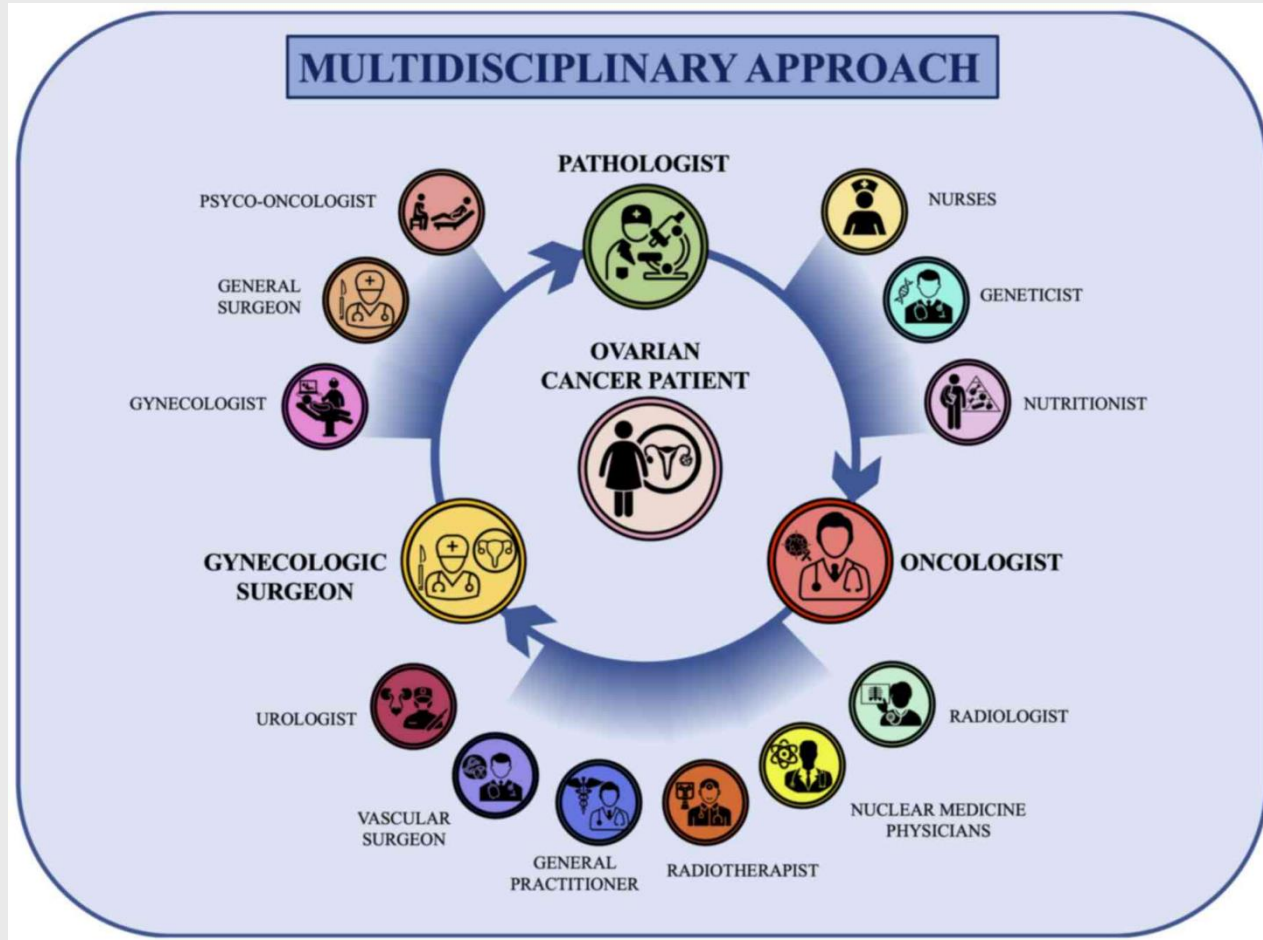 MULTIDISCIPLINARY APPROACH
PATHOLOGIST
PSYCO-ONCOLOGIST
NURSES
GENERAL
SURGEON
GENETICIST
GYNECOLOGIST
OVARIAN
CANCER PATIENT
NUTRITIONIST
GYNECOLOGIC
SURGEON
ONCOLOGIST
UROLOGIST
RADIOLOGIST
VASCULAR
SURGEON
NUCLEAR MEDICINE
PHYSICIANS
GENERAL
PRACTITIONER
RADIOTHERAPIST